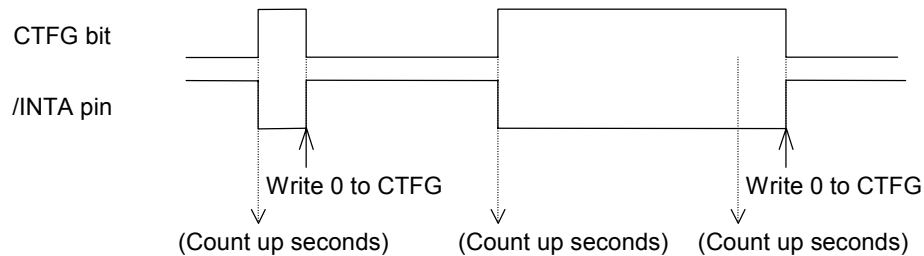 CTFG bit
/INTA pin
Write 0 to CTFG Write 0 to CTFG
(Count up seconds) (Count up seconds) (Count up seconds)